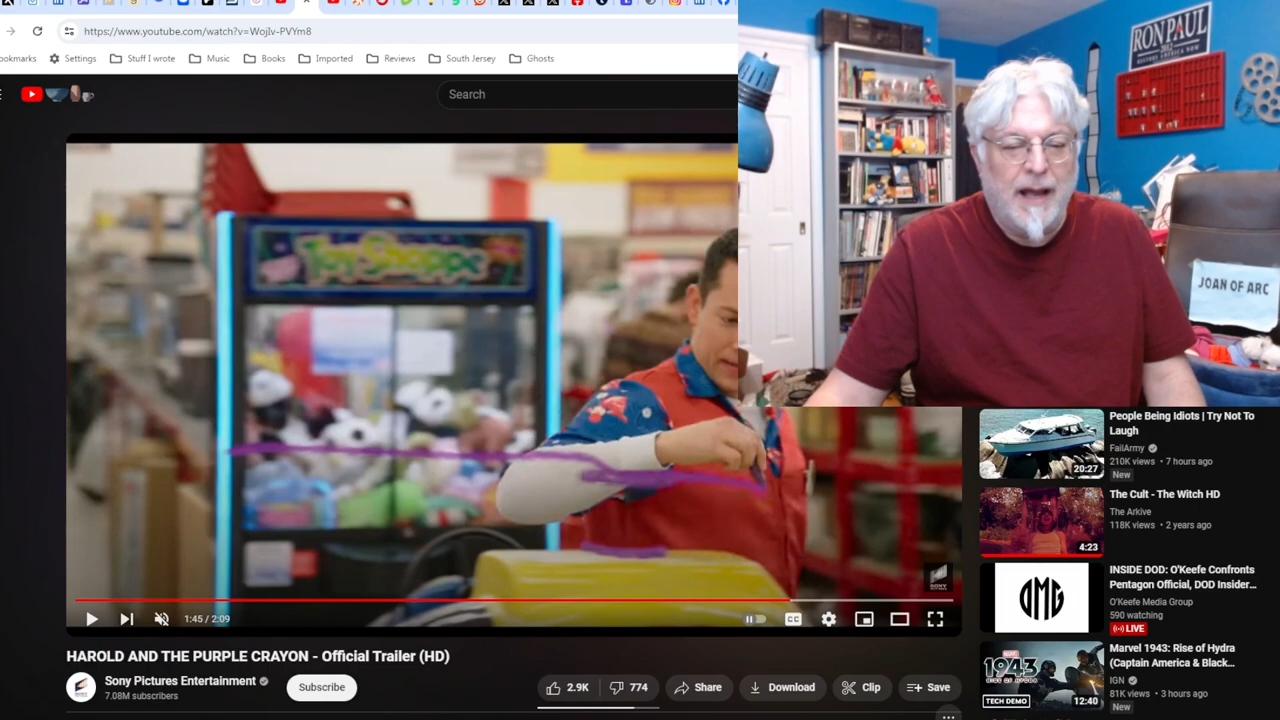 https://www.youtube.com/watch?v=WojIv-PVYm8
ookmarks Settings Stuff I wrote Music Books Imported Reviews South Jersey Ghosts
Search
RON PAUL
2012
Toy Shoppe
JOAN OF ARC
1:45 / 2:09
CC
HAROLD AND THE PURPLE CRAYON - Official Trailer (HD)
Sony Pictures Entertainment
7.08M subscribers
Subscribe
2.9K 774 Share Download Clip Save
People Being Idiots | Try Not To
Laugh
FailArmy
210K views • 7 hours ago
New
20:27
The Cult - The Witch HD
The Arkive
118K views • 2 years ago
4:23
INSIDE DOD: O'Keefe Confronts
Pentagon Official, DOD Insider...
O'Keefe Media Group
590 watching
LIVE
OMG
Marvel 1943: Rise of Hydra
(Captain America & Black...
IGN
81K views • 3 hours ago
New
1943
TECH DEMO
12:40